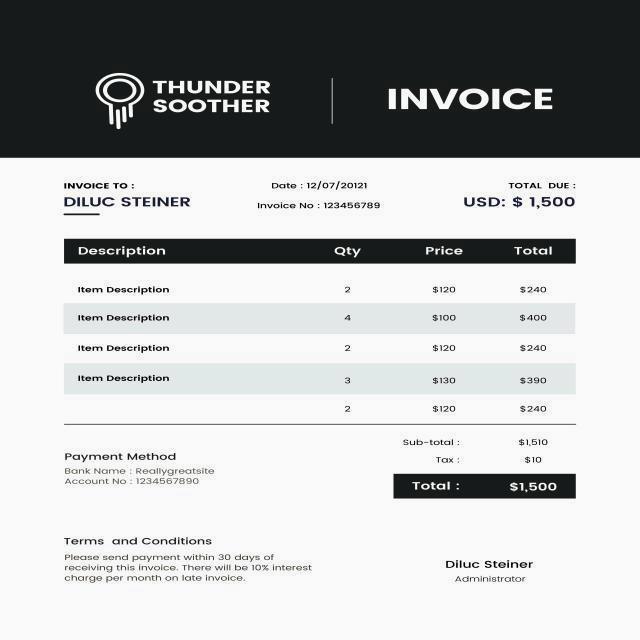 THUNDER
SOOTHER
INVOICE
INVOICE TO :
DILUC STEINER
Date : 12/07/20121
Invoice No : 123456789
TOTAL DUE :
USD: $ 1,500
Description Qty Price Total
Item Description 2 $120 $240
Item Description 4 $100 $400
Item Description 2 $120 $240
Item Description 3 $130 $390
2 $120 $240
Sub-total : $1,510
Tax : $10
Total : $1,500
Payment Method
Bank Name : Reallygreatsite
Account No : 1234567890
Terms and Conditions
Please send payment within 30 days of
receiving this invoice. There will be 10% interest
charge per month on late invoice.
Diluc Steiner
Administrator